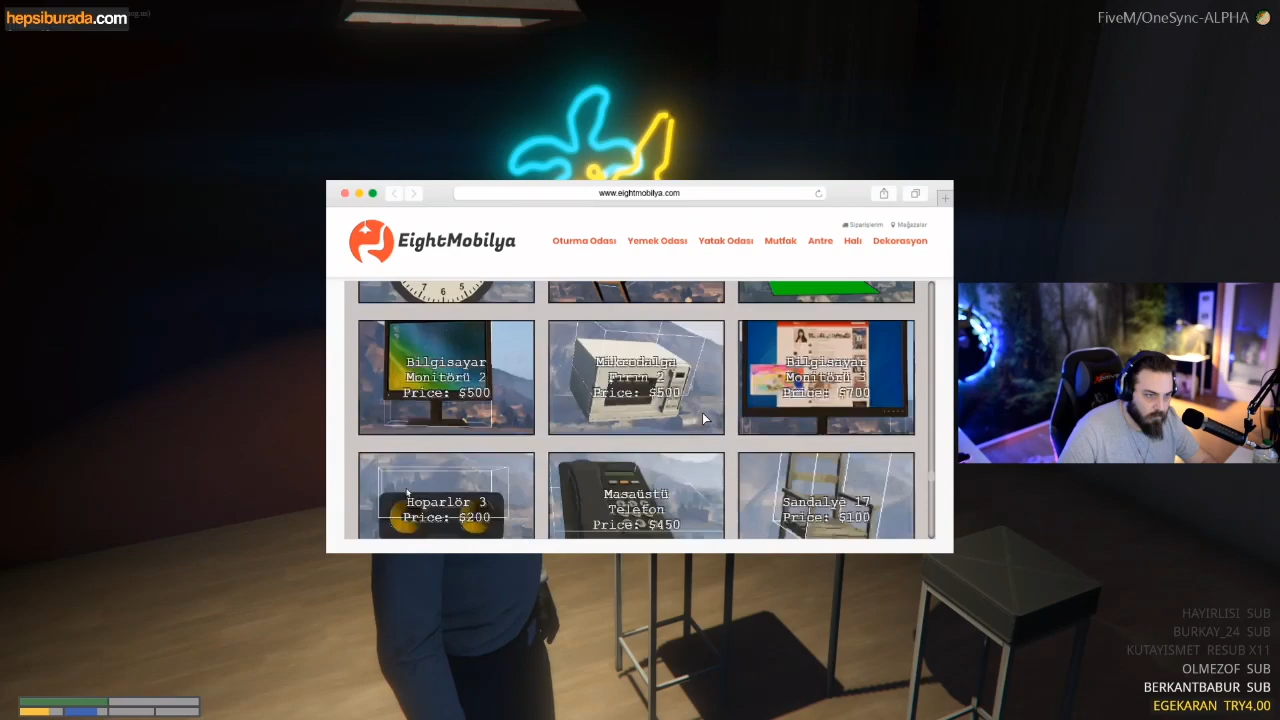 hepsiburada.com
FiveM/OneSync-ALPHA
www.eightmobilya.com
EightMobilya
Siparişlerim Mağazalar
Oturma Odası Yemek Odası Yatak Odası Mutfak Antre Halı Dekorasyon
7 6 5
Bilgisayar
Monitörü 2
Price: $500
Mikrodalga
Fırın 2
Price: $500
Bilgisayar
Monitörü 3
Price: $700
Hoparlör 3
Price: $200
Masaüstü
Telefon
Price: $450
Sandalye 17
Price: $100
HAYIRLISI SUB
BURKAY_24 SUB
KUTAYISMET RESUB X11
OLMEZOF SUB
BERKANTBABUR SUB
EGEKARAN TRY4.00